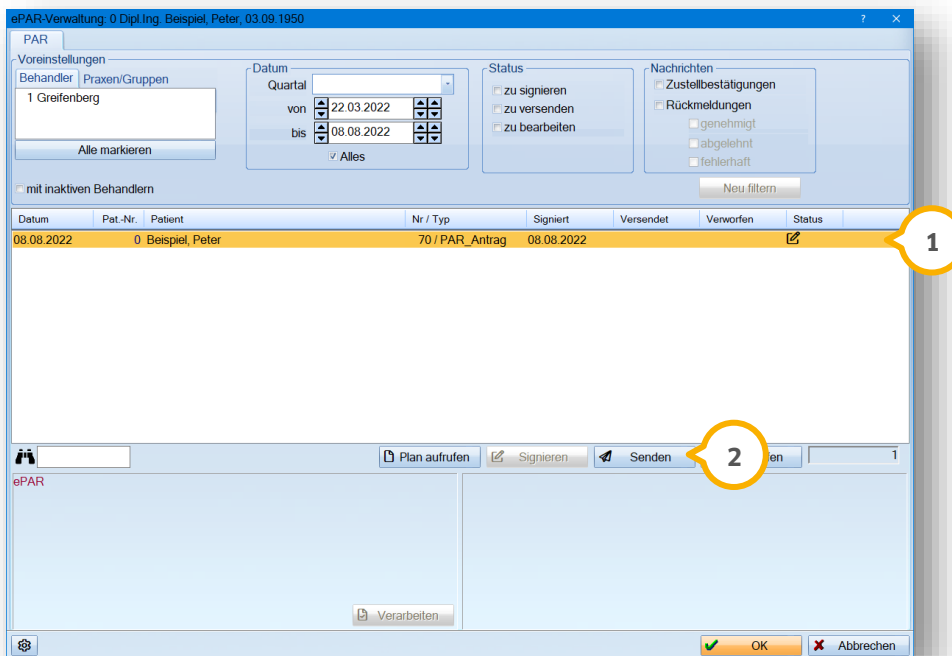 ePAR-Verwaltung: 0 Dipl.Ing. Beispiel, Peter, 03.09.1950
PAR
Voreinstellungen
Behandler Praxen/Gruppen
1 Greifenberg
Alle markieren
mit inaktiven Behandlern
Datum
Quartal
von 22.03.2022
bis 08.08.2022
Alles
Status
zu signieren
zu versenden
zu bearbeiten
Nachrichten
Zustellbestätigungen
Rückmeldungen
genehmigt
abgelehnt
fehlerhaft
Neu filtern
Datum Pat.-Nr. Patient Nr / Typ Signiert Versendet Verworfen Status
08.08.2022 0 Beispiel, Peter 70 / PAR_Antrag 08.08.2022
1
Plan aufrufen Signieren Senden 2 fen 1
ePAR
Verarbeiten
OK Abbrechen